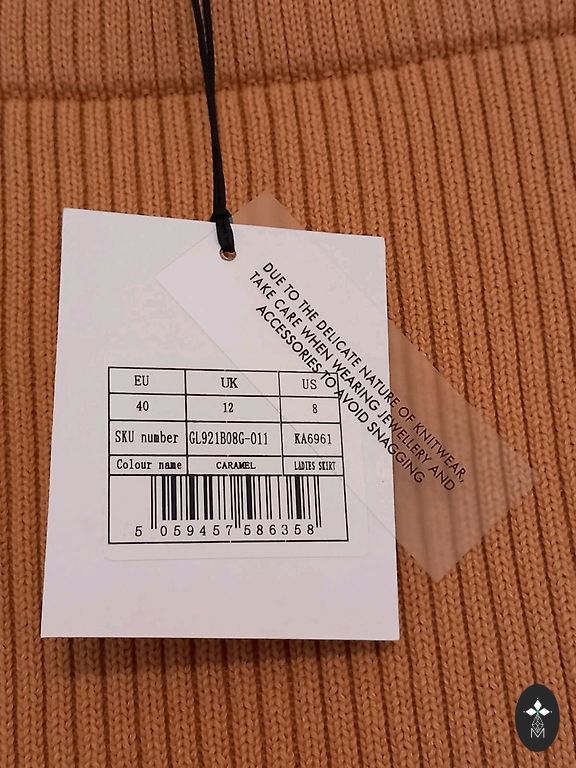 DUE TO THE DELICATE NATURE OF KNITWEAR,
TAKE CARE WHEN WEARING JEWELLERY AND
ACCESSORIES TO AVOID SNAGGING
EU UK US
40 12 8
SKU number GL921B08G-011 KA6961
Colour name CARAMEL LADIES SKIRT
5 059457 586358
M